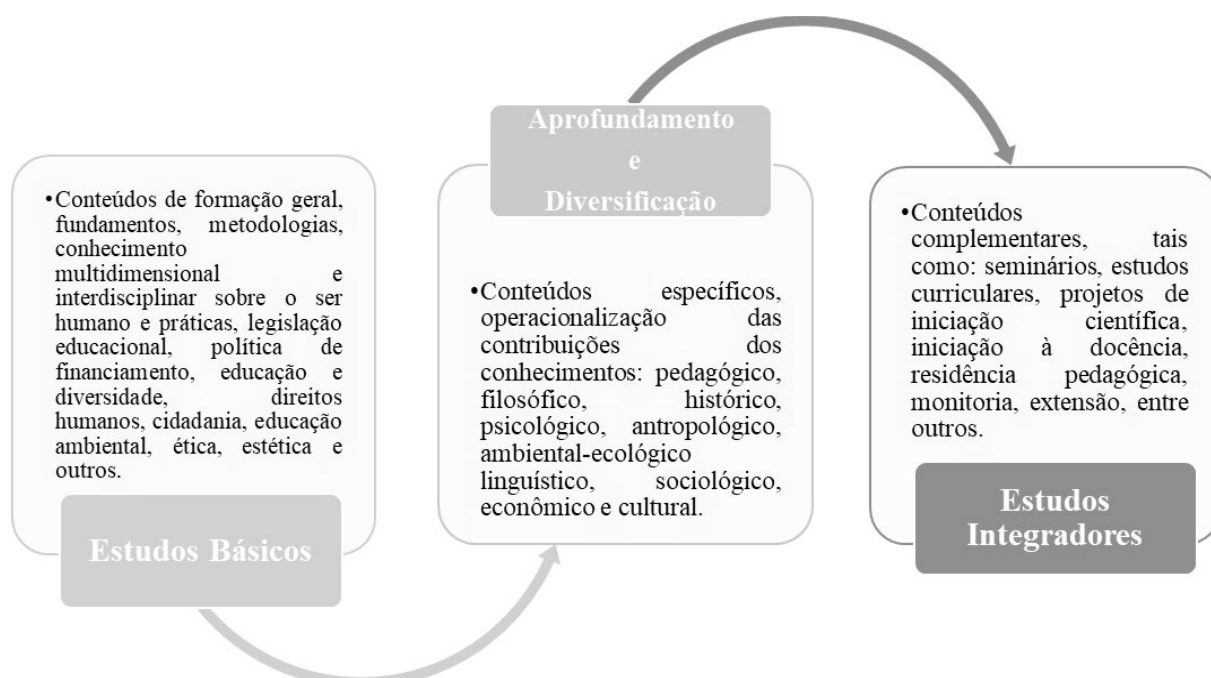 •Conteúdos de formação geral,
fundamentos, metodologias,
conhecimento
multidimensional e
interdisciplinar sobre o ser
humano e práticas, legislação
educacional, política de
financiamento, educação e
diversidade, direitos
humanos, cidadania, educação
ambiental, ética, estética e
outros.
Estudos Básicos
Aprofundamento
e
Diversificação
•Conteúdos específicos,
operacionalização das
contribuições dos
conhecimentos: pedagógico,
filosófico, histórico,
psicológico, antropológico,
ambiental-ecológico
linguístico, sociológico,
econômico e cultural.
•Conteúdos
complementares, tais
como: seminários, estudos
curriculares, projetos de
iniciação científica,
iniciação à docência,
residência pedagógica,
monitoria, extensão, entre
outros.
Estudos
Integradores